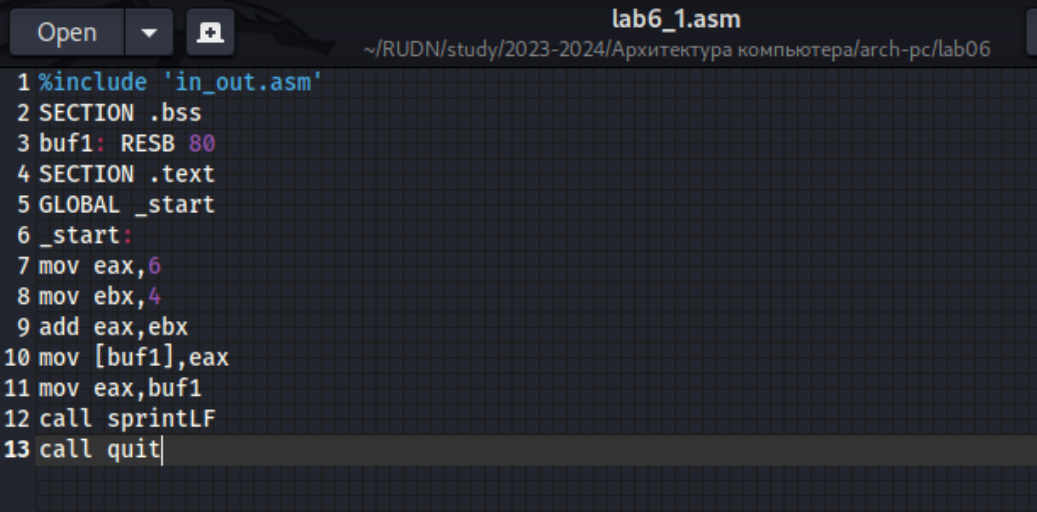 lab6_1.asm
Open
~/RUDN/study/2023-2024/Архитектура компьютера/arch-pc/lab06
1 %include 'in_out.asm'
2 SECTION .bss
3 buf1: RESB 80
4 SECTION .text
5 GLOBAL _start
6 _start:
7 mov eax,6
8 mov ebx,4
9 add eax,ebx
10 mov [buf1],eax
11 mov eax,buf1
12 call sprintLF
13 call quit